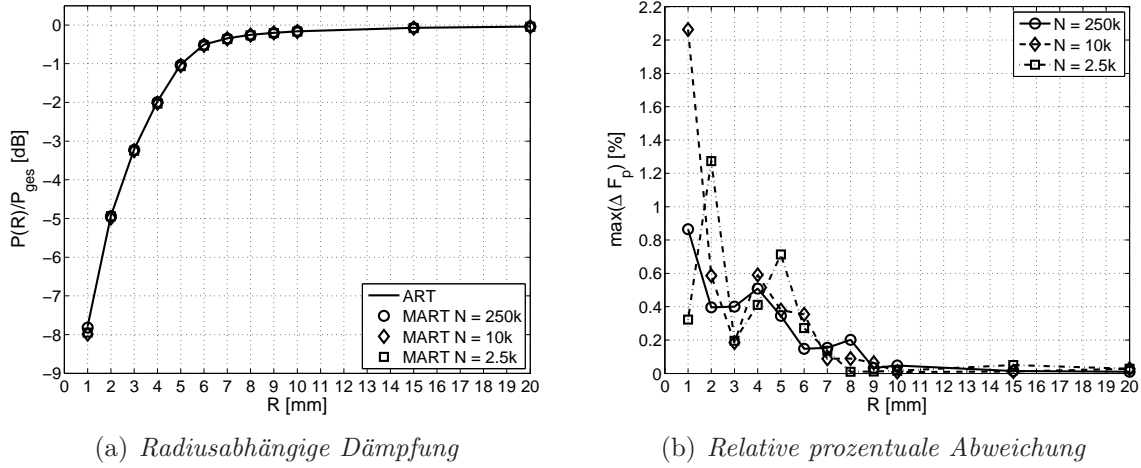 0
−1
−2
−3
−4
−5
−6
−7
−8
−9
P(R)/P_ges [dB]
0 1 2 3 4 5 6 7 8 9 10 11 12 13 14 15 16 17 18 19 20
R [mm]
ART
MART N = 250k
MART N = 10k
MART N = 2.5k
(a) Radiusabhängige Dämpfung
2.2
2
1.8
1.6
1.4
1.2
1
0.8
0.6
0.4
0.2
0
max(Δ F_p) [%]
0 1 2 3 4 5 6 7 8 9 10 11 12 13 14 15 16 17 18 19 20
R [mm]
N = 250k
N = 10k
N = 2.5k
(b) Relative prozentuale Abweichung